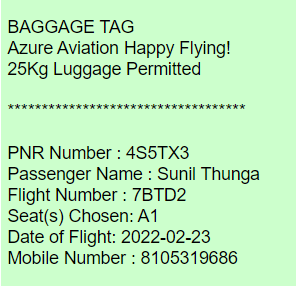 BAGGAGE TAG
Azure Aviation Happy Flying!
25Kg Luggage Permitted
***********************************
PNR Number : 4S5TX3
Passenger Name : Sunil Thunga
Flight Number : 7BTD2
Seat(s) Chosen: A1
Date of Flight: 2022-02-23
Mobile Number : 8105319686